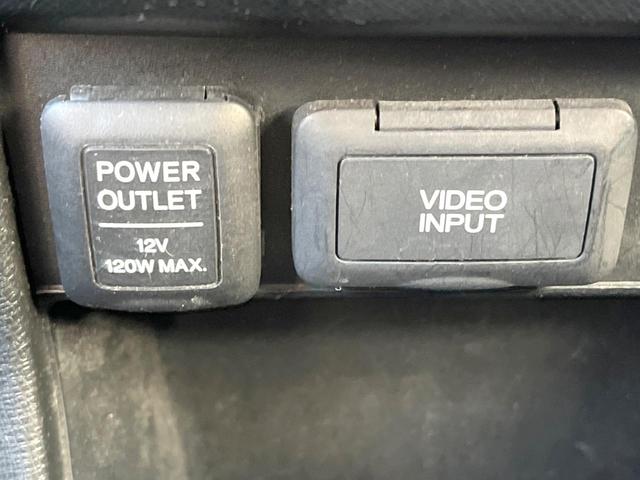 POWER
OUTLET
12V
120W MAX.
VIDEO
INPUT